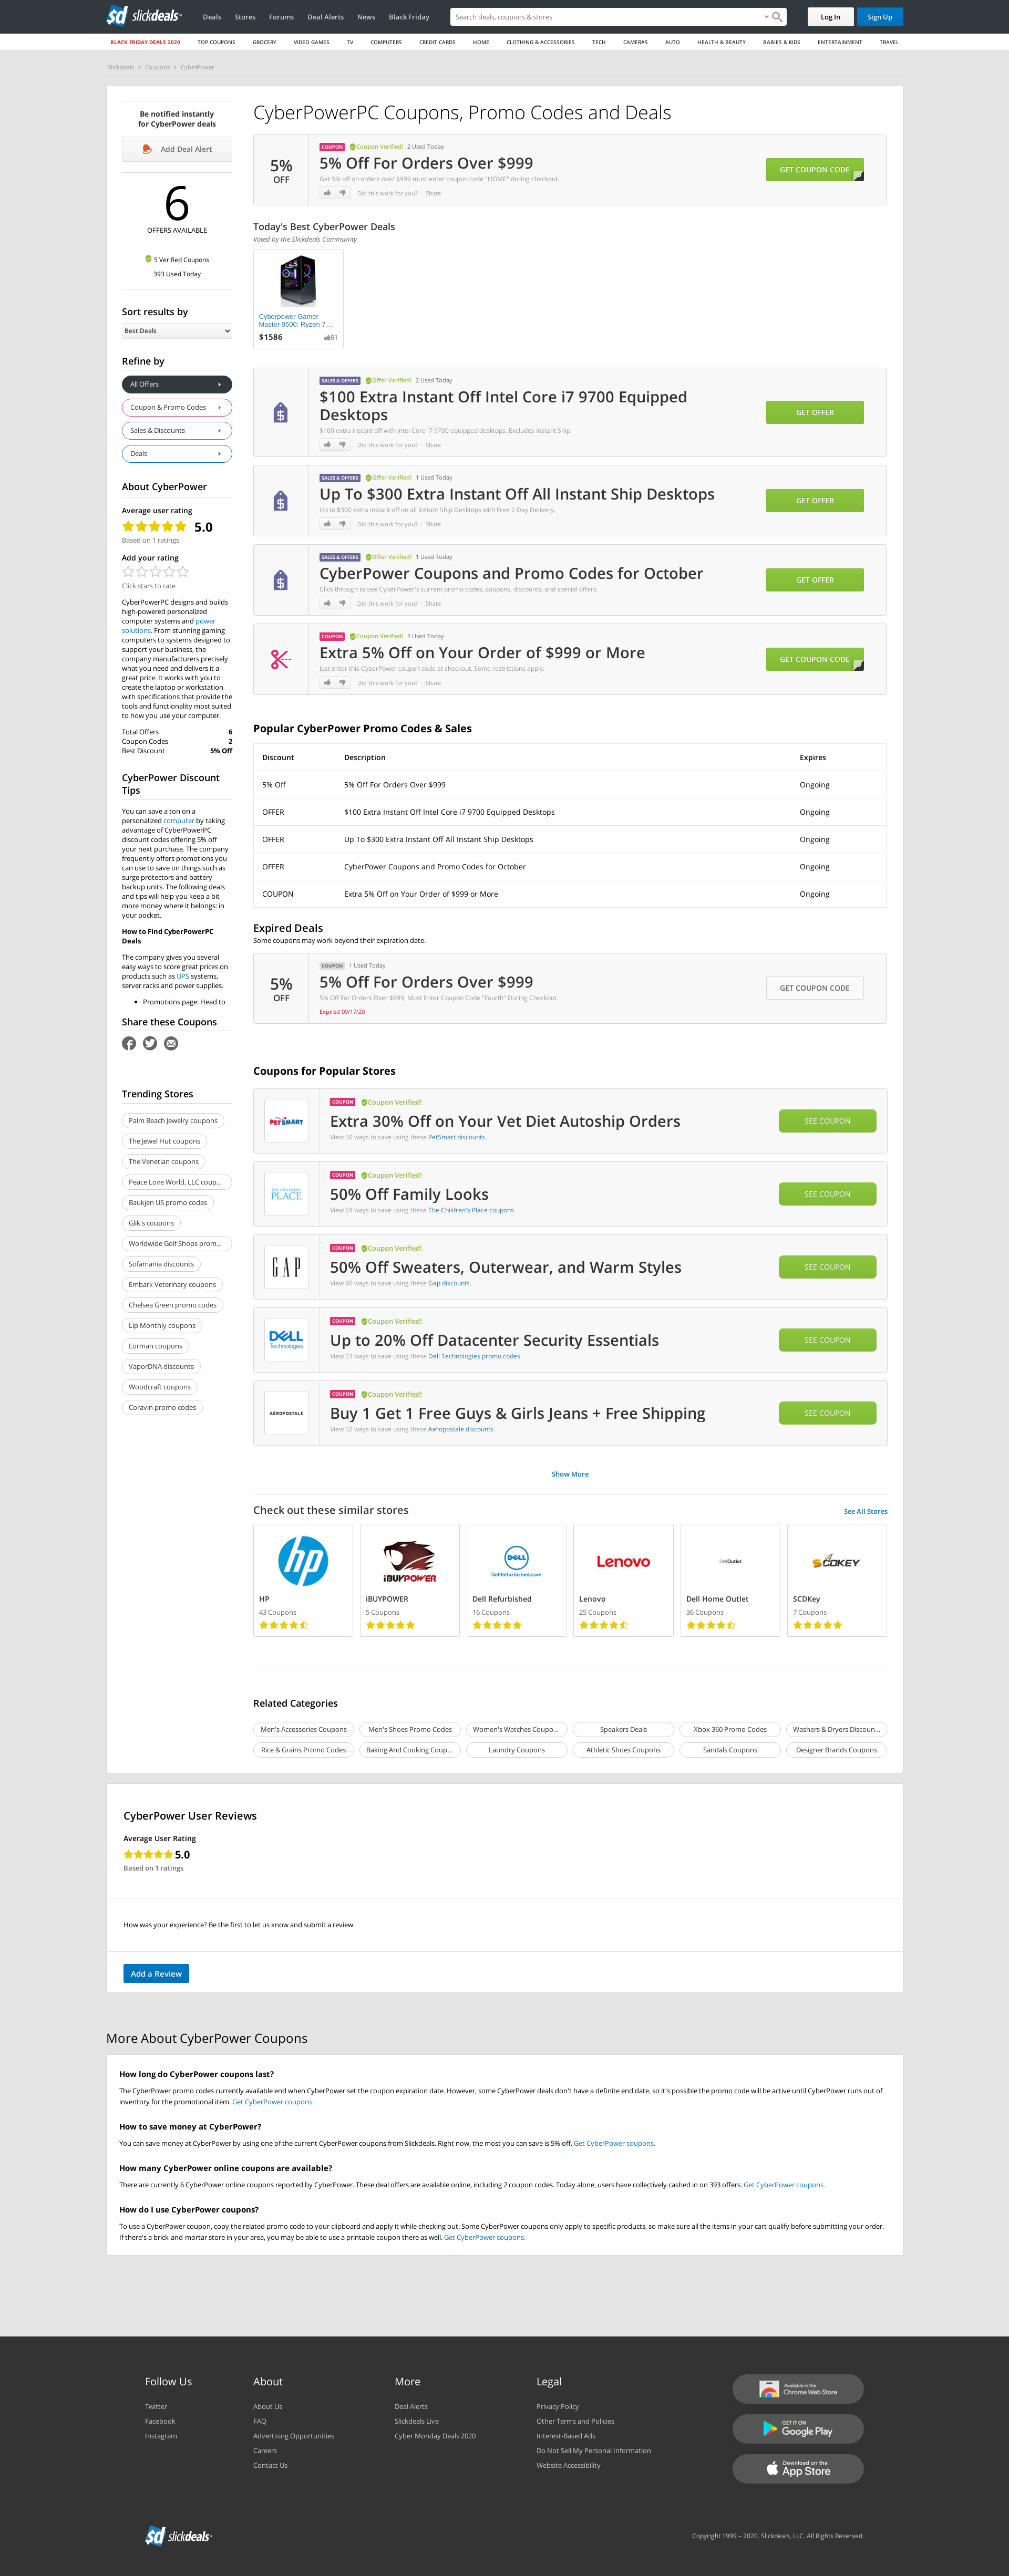 sd slickdeals
Deals Stores Forums Deal Alerts News Black Friday
Search deals, coupons & stores
Log In
Sign Up
BLACK FRIDAY DEALS 2020 TOP COUPONS GROCERY VIDEO GAMES TV COMPUTERS CREDIT CARDS HOME CLOTHING & ACCESSORIES TECH CAMERAS AUTO HEALTH & BEAUTY BABIES & KIDS ENTERTAINMENT TRAVEL
Slickdeals Coupons CyberPower
Be notified instantly
for CyberPower deals
Add Deal Alert
6
OFFERS AVAILABLE
5 Verified Coupons
393 Used Today
Sort results by
Best Deals
Refine by
All Offers
Coupon & Promo Codes
Sales & Discounts
Deals
About CyberPower
Average user rating
5.0
Based on 1 ratings
Add your rating
Click stars to rate
CyberPowerPC designs and builds
high-powered personalized
computer systems and power
solutions. From stunning gaming
computers to systems designed to
support your business, the
company manufacturers precisely
what you need and delivers it a
great price. It works with you to
create the laptop or workstation
with specifications that provide the
tools and functionality most suited
to how you use your computer.
Total Offers 6
Coupon Codes 2
Best Discount 5% Off
CyberPower Discount
Tips
You can save a ton on a
personalized computer by taking
advantage of CyberPowerPC
discount codes offering 5% off
your next purchase. The company
frequently offers promotions you
can use to save on things such as
surge protectors and battery
backup units. The following deals
and tips will help you keep a bit
more money where it belongs: in
your pocket.
How to Find CyberPowerPC
Deals
The company gives you several
easy ways to score great prices on
products such as UPS systems,
server racks and power supplies.
• Promotions page: Head to
Share these Coupons
Trending Stores
Palm Beach Jewelry coupons
The Jewel Hut coupons
The Venetian coupons
Peace Love World, LLC coup...
Baukjen US promo codes
Glik's coupons
Worldwide Golf Shops prom...
Sofamania discounts
Embark Veterinary coupons
Chelsea Green promo codes
Lip Monthly coupons
Lorman coupons
VaporDNA discounts
Woodcraft coupons
Coravin promo codes
CyberPowerPC Coupons, Promo Codes and Deals
5%
OFF
COUPON Coupon Verified! 2 Used Today
5% Off For Orders Over $999
Get 5% off on orders over $999 must enter coupon code "HOME" during checkout.
Did this work for you? · Share
GET COUPON CODE
Today's Best CyberPower Deals
Voted by the Slickdeals Community
Cyberpower Gamer
Master 9500: Ryzen 7...
$1586 91
SALES & OFFERS Offer Verified! 2 Used Today
$100 Extra Instant Off Intel Core i7 9700 Equipped
Desktops
$100 extra instant off with Intel Core i7 9700 equipped desktops. Excludes Instant Ship.
Did this work for you? · Share
GET OFFER
SALES & OFFERS Offer Verified! 1 Used Today
Up To $300 Extra Instant Off All Instant Ship Desktops
Up to $300 extra instant off on all Instant Ship Desktops with Free 2 Day Delivery.
Did this work for you? · Share
GET OFFER
SALES & OFFERS Offer Verified! 1 Used Today
CyberPower Coupons and Promo Codes for October
Click through to see CyberPower's current promo codes, coupons, discounts, and special offers.
Did this work for you? · Share
GET OFFER
COUPON Coupon Verified! 2 Used Today
Extra 5% Off on Your Order of $999 or More
Just enter this CyberPower coupon code at checkout. Some restrictions apply.
Did this work for you? · Share
GET COUPON CODE
Popular CyberPower Promo Codes & Sales
Discount Description Expires
5% Off 5% Off For Orders Over $999 Ongoing
OFFER $100 Extra Instant Off Intel Core i7 9700 Equipped Desktops Ongoing
OFFER Up To $300 Extra Instant Off All Instant Ship Desktops Ongoing
OFFER CyberPower Coupons and Promo Codes for October Ongoing
COUPON Extra 5% Off on Your Order of $999 or More Ongoing
Expired Deals
Some coupons may work beyond their expiration date.
5%
OFF
COUPON 1 Used Today
5% Off For Orders Over $999
5% Off For Orders Over $999, Must Enter Coupon Code "Fourth" During Checkout.
Expired 09/17/20
GET COUPON CODE
Coupons for Popular Stores
PETSMART
COUPON Coupon Verified!
Extra 30% Off on Your Vet Diet Autoship Orders
View 50 ways to save using these PetSmart discounts.
SEE COUPON
THE CHILDREN'S PLACE
COUPON Coupon Verified!
50% Off Family Looks
View 69 ways to save using these The Children's Place coupons.
SEE COUPON
GAP
COUPON Coupon Verified!
50% Off Sweaters, Outerwear, and Warm Styles
View 90 ways to save using these Gap discounts.
SEE COUPON
DELL Technologies
COUPON Coupon Verified!
Up to 20% Off Datacenter Security Essentials
View 53 ways to save using these Dell Technologies promo codes.
SEE COUPON
AÉROPOSTALE
COUPON Coupon Verified!
Buy 1 Get 1 Free Guys & Girls Jeans + Free Shipping
View 52 ways to save using these Aeropostale discounts.
SEE COUPON
Show More
Check out these similar stores
See All Stores
hp
HP
43 Coupons
iBUYPOWER
iBUYPOWER
5 Coupons
DELL
DellRefurbished.com
Dell Refurbished
16 Coupons
Lenovo
Lenovo
25 Coupons
DellOutlet
Dell Home Outlet
36 Coupons
SCDKEY
SCDKey
7 Coupons
Related Categories
Men's Accessories Coupons Men's Shoes Promo Codes Women's Watches Coupo... Speakers Deals Xbox 360 Promo Codes Washers & Dryers Discoun...
Rice & Grains Promo Codes Baking And Cooking Coup... Laundry Coupons Athletic Shoes Coupons Sandals Coupons Designer Brands Coupons
CyberPower User Reviews
Average User Rating
5.0
Based on 1 ratings
How was your experience? Be the first to let us know and submit a review.
Add a Review
More About CyberPower Coupons
How long do CyberPower coupons last?
The CyberPower promo codes currently available end when CyberPower set the coupon expiration date. However, some CyberPower deals don't have a definite end date, so it's possible the promo code will be active until CyberPower runs out of
inventory for the promotional item. Get CyberPower coupons.
How to save money at CyberPower?
You can save money at CyberPower by using one of the current CyberPower coupons from Slickdeals. Right now, the most you can save is 5% off. Get CyberPower coupons.
How many CyberPower online coupons are available?
There are currently 6 CyberPower online coupons reported by CyberPower. These deal offers are available online, including 2 coupon codes. Today alone, users have collectively cashed in on 393 offers. Get CyberPower coupons.
How do I use CyberPower coupons?
To use a CyberPower coupon, copy the related promo code to your clipboard and apply it while checking out. Some CyberPower coupons only apply to specific products, so make sure all the items in your cart qualify before submitting your order.
If there's a brick-and-mortar store in your area, you may be able to use a printable coupon there as well. Get CyberPower coupons.
Follow Us
Twitter
Facebook
Instagram
About
About Us
FAQ
Advertising Opportunities
Careers
Contact Us
More
Deal Alerts
Slickdeals Live
Cyber Monday Deals 2020
Legal
Privacy Policy
Other Terms and Policies
Interest-Based Ads
Do Not Sell My Personal Information
Website Accessibility
Available in the
Chrome Web Store
GET IT ON
Google Play
Download on the
App Store
sd slickdeals
Copyright 1999 – 2020. Slickdeals, LLC. All Rights Reserved.